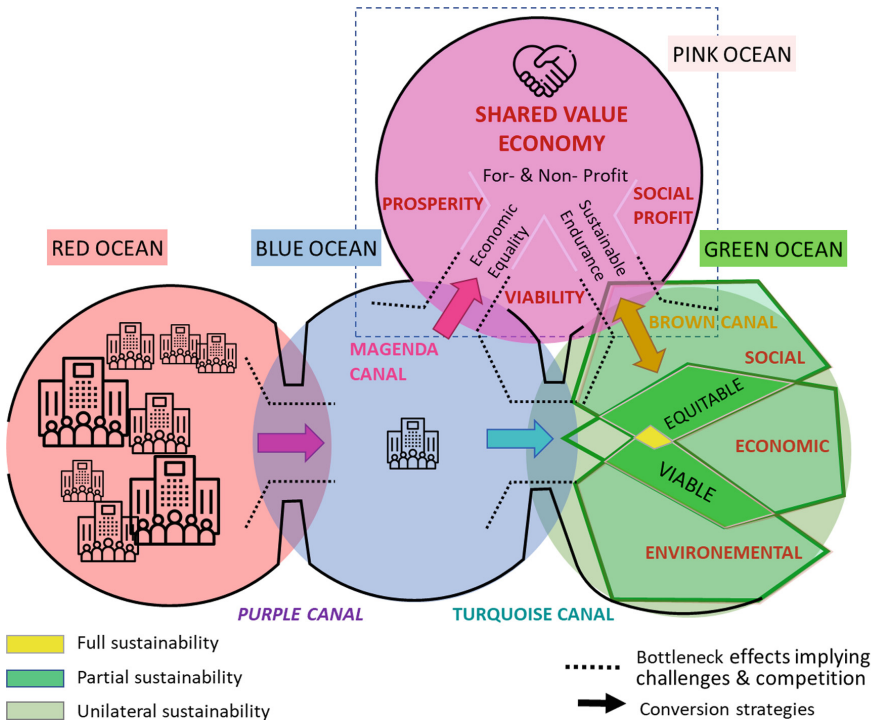 PINK OCEAN
SHARED VALUE
ECONOMY
For- & Non- Profit
PROSPERITY
SOCIAL
PROFIT
Economic
Equality
Sustainable
Endurance
VIABILITY
RED OCEAN
BLUE OCEAN
GREEN OCEAN
MAGENDA
CANAL
BROWN CANAL
SOCIAL
EQUITABLE
ECONOMIC
VIABLE
ENVIRONEMENTAL
PURPLE CANAL
TURQUOISE CANAL
Full sustainability
Partial sustainability
Unilateral sustainability
Bottleneck effects implying
challenges & competition
Conversion strategies